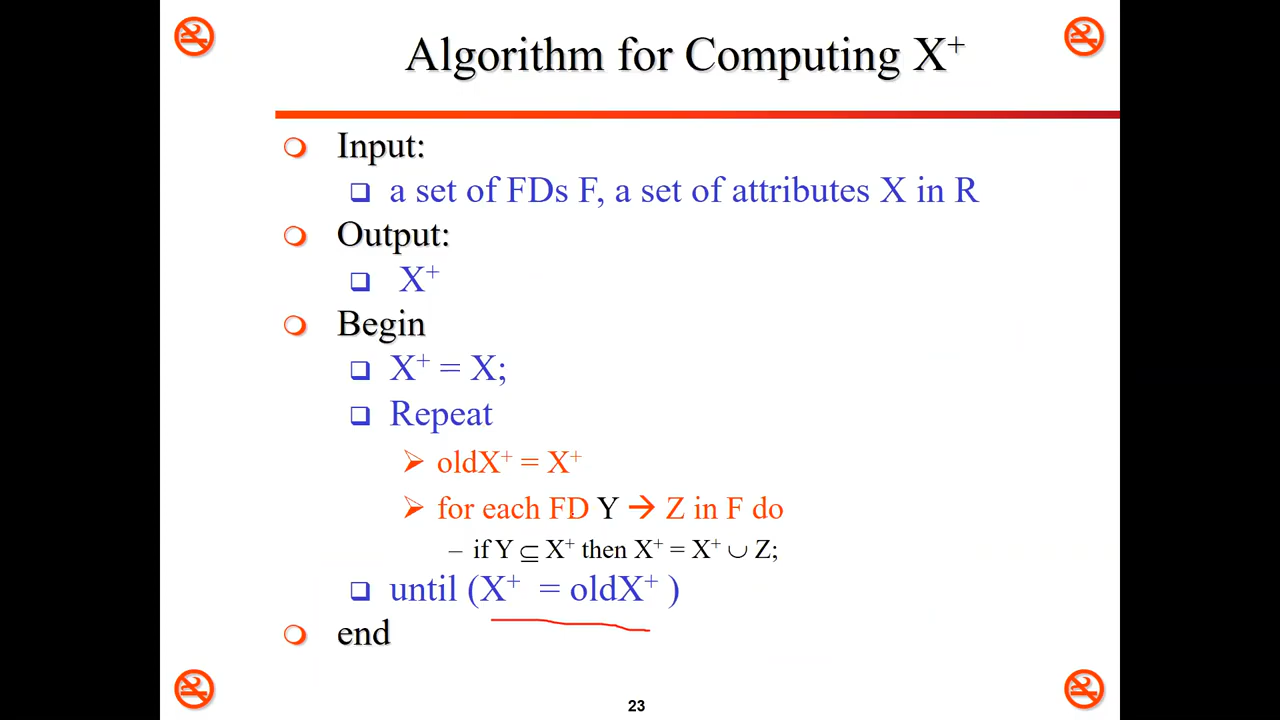 Algorithm for Computing X⁺
Input:
a set of FDs F, a set of attributes X in R
Output:
X⁺
Begin
X⁺ = X;
Repeat
oldX⁺ = X⁺
for each FD Y → Z in F do
– if Y ⊆ X⁺ then X⁺ = X⁺ ∪ Z;
until (X⁺ = oldX⁺ )
end
23